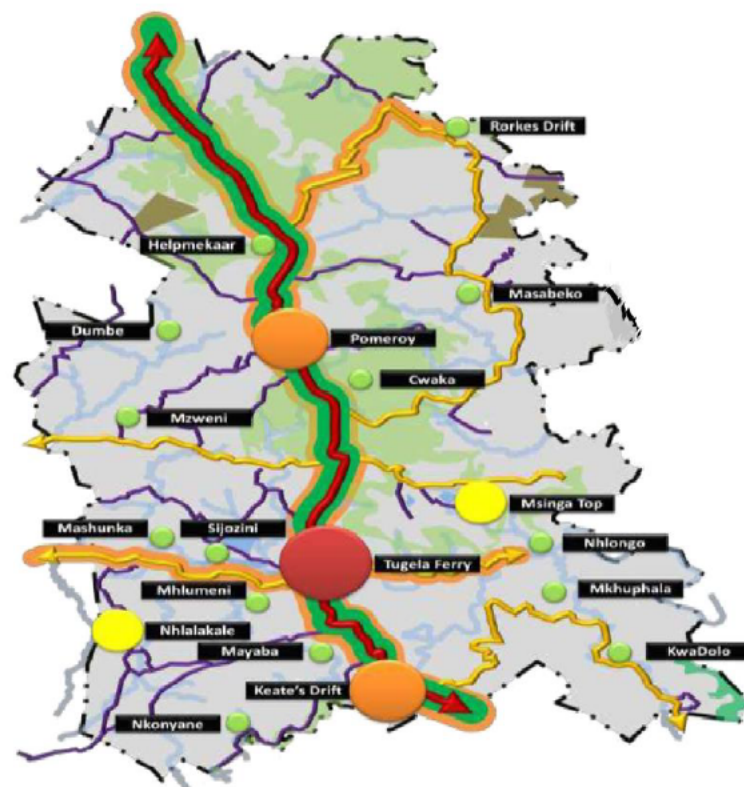 Rorkes Drift
Helpmekaar
Masabeko
Dumbe
Pomeroy
Cwaka
Mzweni
Msinga Top
Mashunka
Sijozini
Nhlongo
Tugela Ferry
Mhlumeni
Mkhuphala
Nhlalakale
Mayaba
KwaDolo
Keate's Drift
Nkonyane